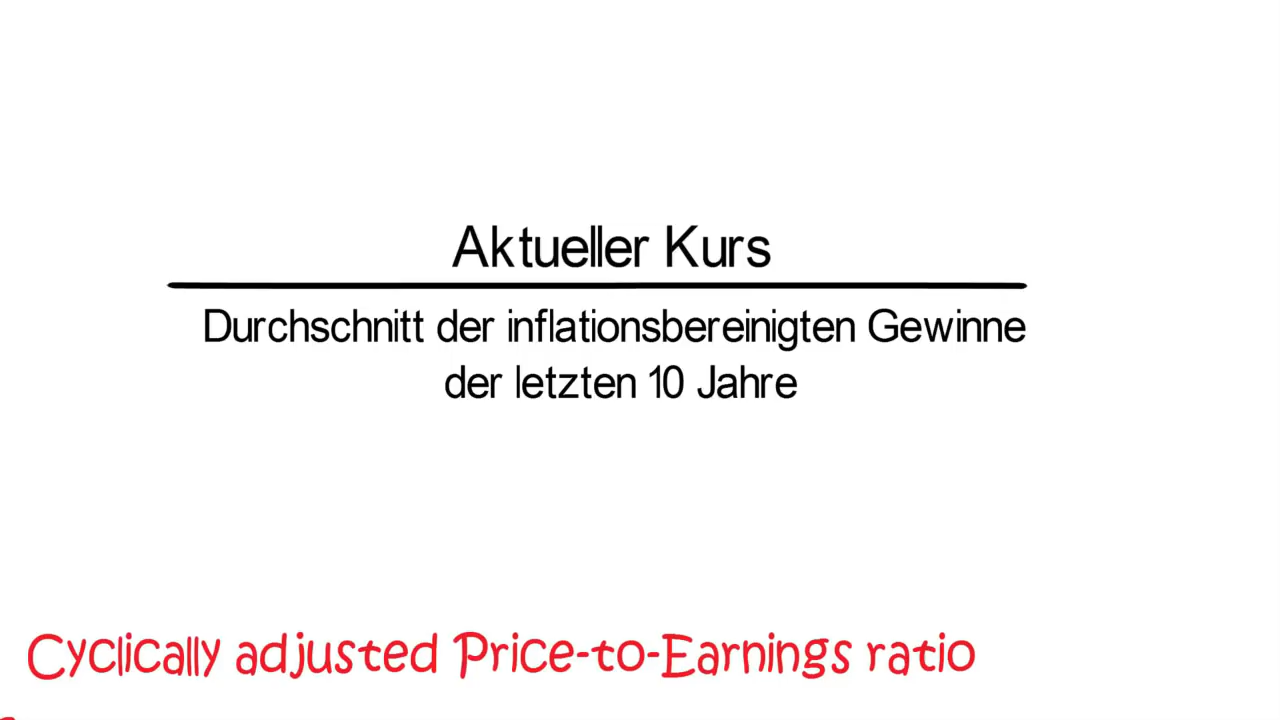 Aktueller Kurs
Durchschnitt der inflationsbereinigten Gewinne
der letzten 10 Jahre
Cyclically adjusted Price-to-Earnings ratio